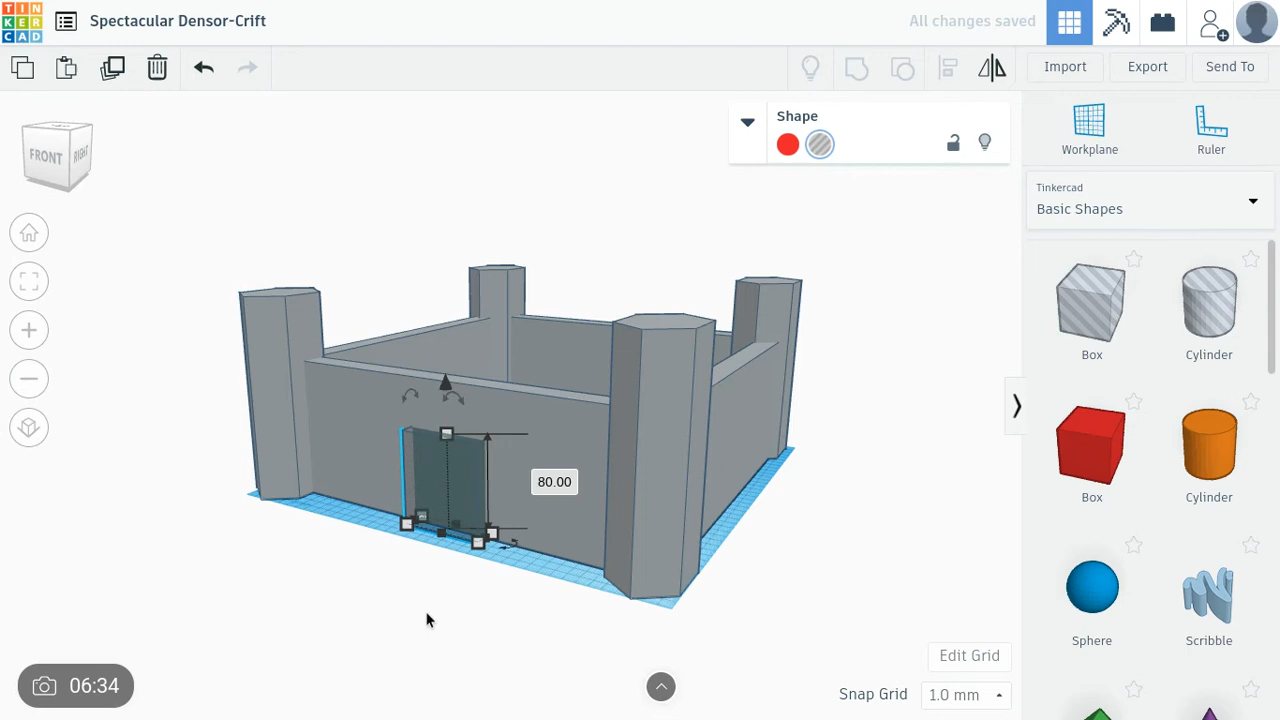 TIN
KER
CAD
Spectacular Densor-Crift
All changes saved
Import
Export
Send To
FRONT
RIGHT
Shape
Workplane
Ruler
Tinkercad
Basic Shapes
Box
Cylinder
80.00
Box
Cylinder
Sphere
Scribble
Edit Grid
Snap Grid
1.0 mm
06:34